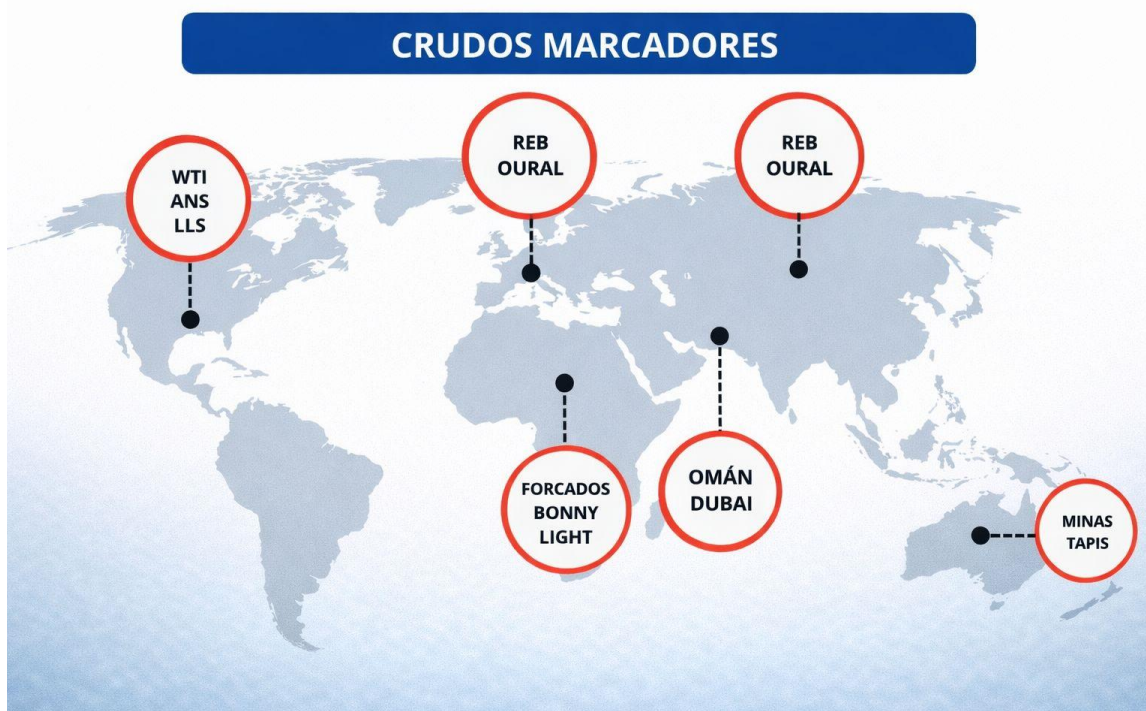 CRUDOS MARCADORES
WTI
ANS
LLS
REB
OURAL
REB
OURAL
FORCADOS
BONNY
LIGHT
OMÁN
DUBAI
MINAS
TAPIS